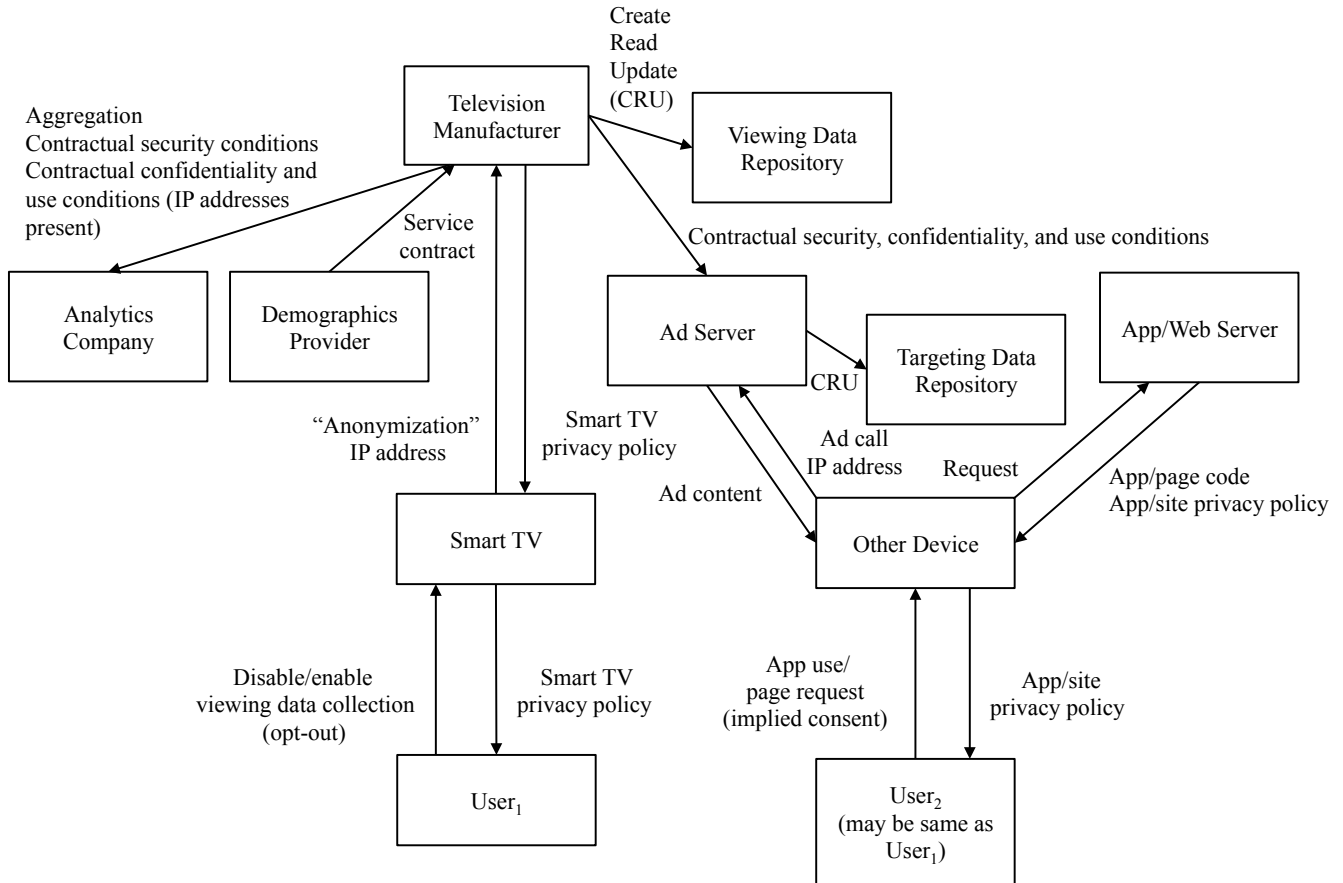 Create
Read
Update
(CRU)
Television
Manufacturer
Viewing Data
Repository
Aggregation
Contractual security conditions
Contractual confidentiality and
use conditions (IP addresses
present)
Service
contract
Contractual security, confidentiality, and use conditions
Analytics
Company
Demographics
Provider
Ad Server
App/Web Server
Targeting Data
Repository
CRU
“Anonymization”
IP address
Smart TV
privacy policy
Ad call
IP address
Ad content
Request
App/page code
App/site privacy policy
Smart TV
Other Device
Disable/enable
viewing data collection
(opt-out)
Smart TV
privacy policy
App use/
page request
(implied consent)
App/site
privacy policy
User₁
User₂
(may be same as
User₁)